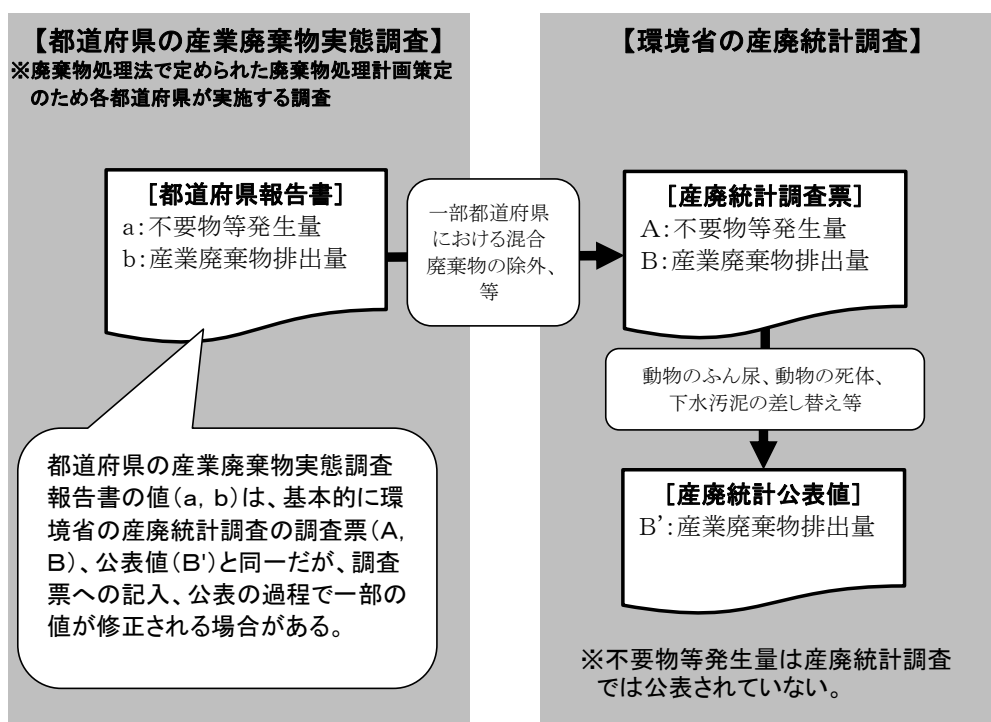 【都道府県の産業廃棄物実態調査】
※廃棄物処理法で定められた廃棄物処理計画策定
のため各都道府県が実施する調査
【環境省の産廃統計調査】
[都道府県報告書]
a:不要物等発生量
b:産業廃棄物排出量
一部都道府県
における混合
廃棄物の除外、
等
[産廃統計調査票]
A:不要物等発生量
B:産業廃棄物排出量
動物のふん尿、動物の死体、
下水汚泥の差し替え等
都道府県の産業廃棄物実態調査
報告書の値(a, b)は、基本的に環
境省の産廃統計調査の調査票(A,
B)、公表値(B')と同一だが、調査
票への記入、公表の過程で一部の
値が修正される場合がある。
[産廃統計公表値]
B’:産業廃棄物排出量
※不要物等発生量は産廃統計調査
では公表されていない。